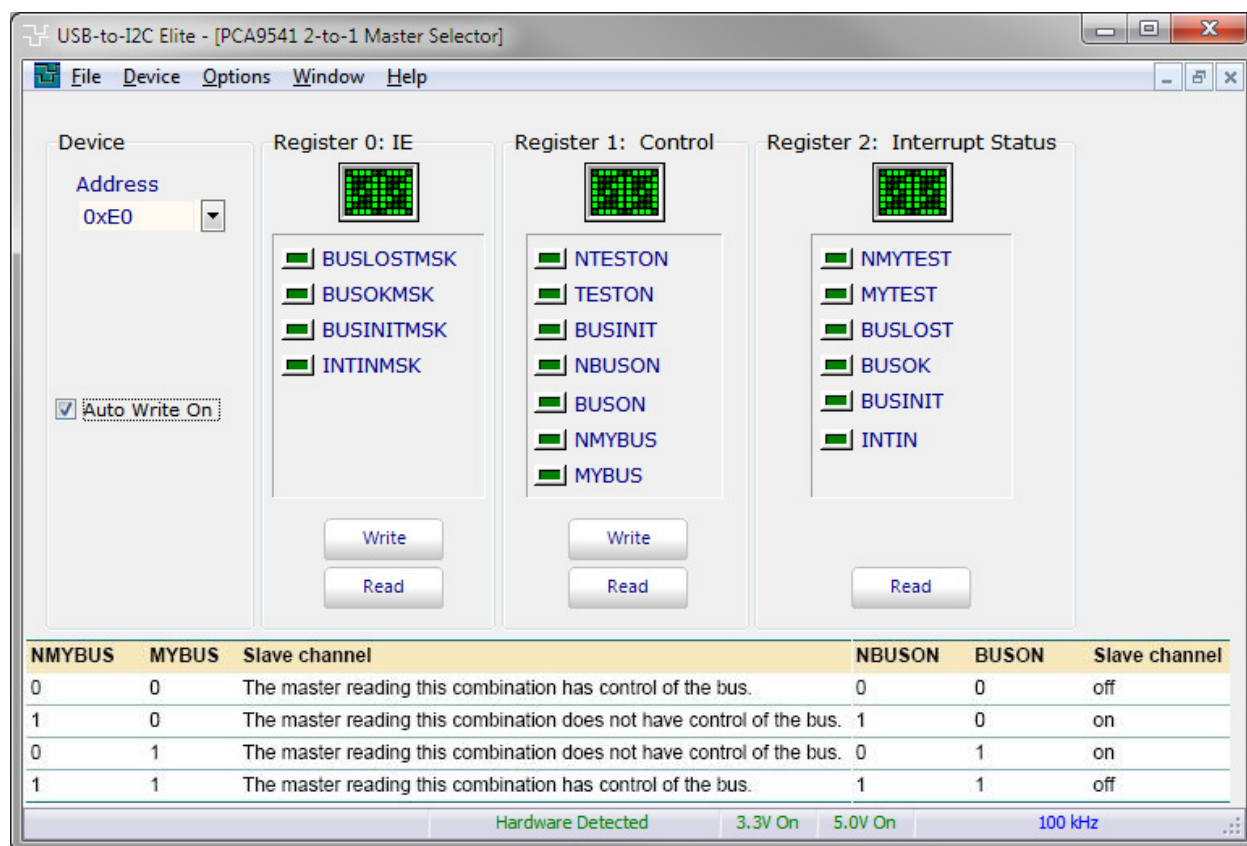 USB-to-I2C Elite - [PCA9541 2-to-1 Master Selector]
File Device Options Window Help
Device
Address
0xE0
Auto Write On
Register 0: IE
BUSLOSTMSK
BUSOKMSK
BUSINITMSK
INTINMSK
Write
Read
Register 1: Control
NTESTON
TESTON
BUSINIT
NBUSON
BUSON
NMYBUS
MYBUS
Write
Read
Register 2: Interrupt Status
NMYTEST
MYTEST
BUSLOST
BUSOK
BUSINIT
INTIN
Read
NMYBUS MYBUS Slave channel NBUSON BUSON Slave channel
0 0 The master reading this combination has control of the bus. 0 0 off
1 0 The master reading this combination does not have control of the bus. 1 0 on
0 1 The master reading this combination does not have control of the bus. 0 1 on
1 1 The master reading this combination has control of the bus. 1 1 off
Hardware Detected 3.3V On 5.0V On 100 kHz